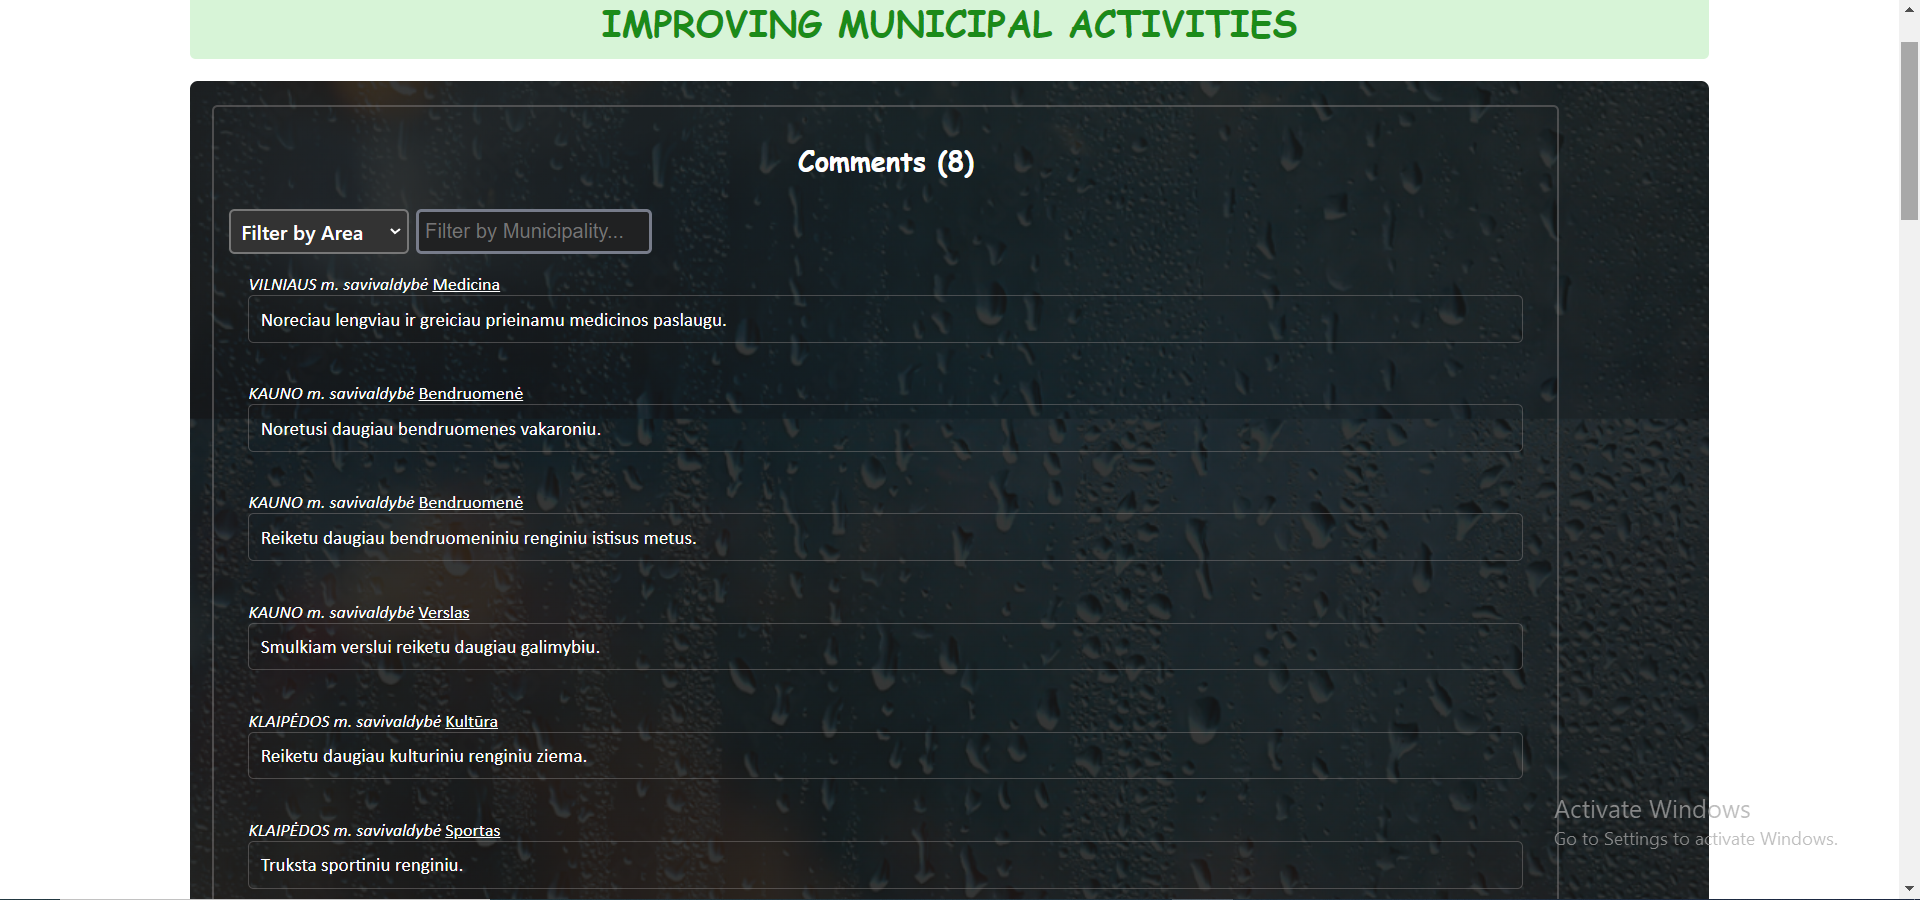 IMPROVING MUNICIPAL ACTIVITIES
Comments (8)
Filter by Area
Filter by Municipality...
VILNIAUS m. savivaldybė Medicina
Noreciau lengviau ir greiciau prieinamu medicinos paslaugu.
KAUNO m. savivaldybė Bendruomenė
Noretusi daugiau bendruomenes vakaroniu.
KAUNO m. savivaldybė Bendruomenė
Reiketu daugiau bendruomeniniu renginiu istisus metus.
KAUNO m. savivaldybė Verslas
Smulkiam verslui reiketu daugiau galimybiu.
KLAIPĖDOS m. savivaldybė Kultūra
Reiketu daugiau kulturiniu renginiu ziema.
KLAIPĖDOS m. savivaldybė Sportas
Truksta sportiniu renginiu.
Activate Windows
Go to Settings to activate Windows.